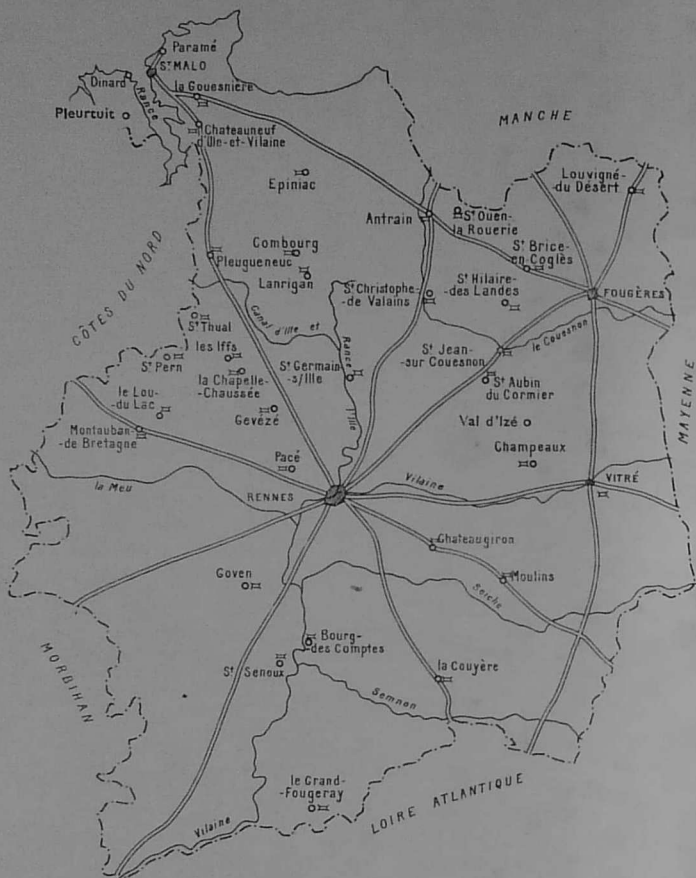 Paramé
St MALO
Dinard
Rance
la Gouesnière
Pleurtuit
Chateauneuf
d'Ille-et-Vilaine
MANCHE
Louvigné-
du Désert
Epiniac
Antrain
St Ouen-
la Rouerie
St Brice-
en-Coglès
CÔTES DU NORD
Combourg
Pleugueneuc
Lanrigan
St Christophe-
-de Valains
St Hilaire-
-des Landes
FOUGÈRES
Canal d'Ille et
Rance
St Thual
les Iffs
St Pern
la Chapelle-
Chaussée
St Germain
-s/Ille
St Jean-
-sur Couesnon
le Couesnon
St Aubin
du Cormier
MAYENNE
le Lou-
-du Lac
Gévezé
l'Ille
Montauban-
-de Bretagne
Val d'Izé
Pacé
Champeaux
la Meu
RENNES
Vilaine
VITRÉ
Chateaugiron
Goven
Moulins
Seiche
MORBIHAN
Bourg-
-des Comptes
St Senoux
la Couyère
Semnon
le Grand-
-Fougeray
LOIRE ATLANTIQUE
Vilaine